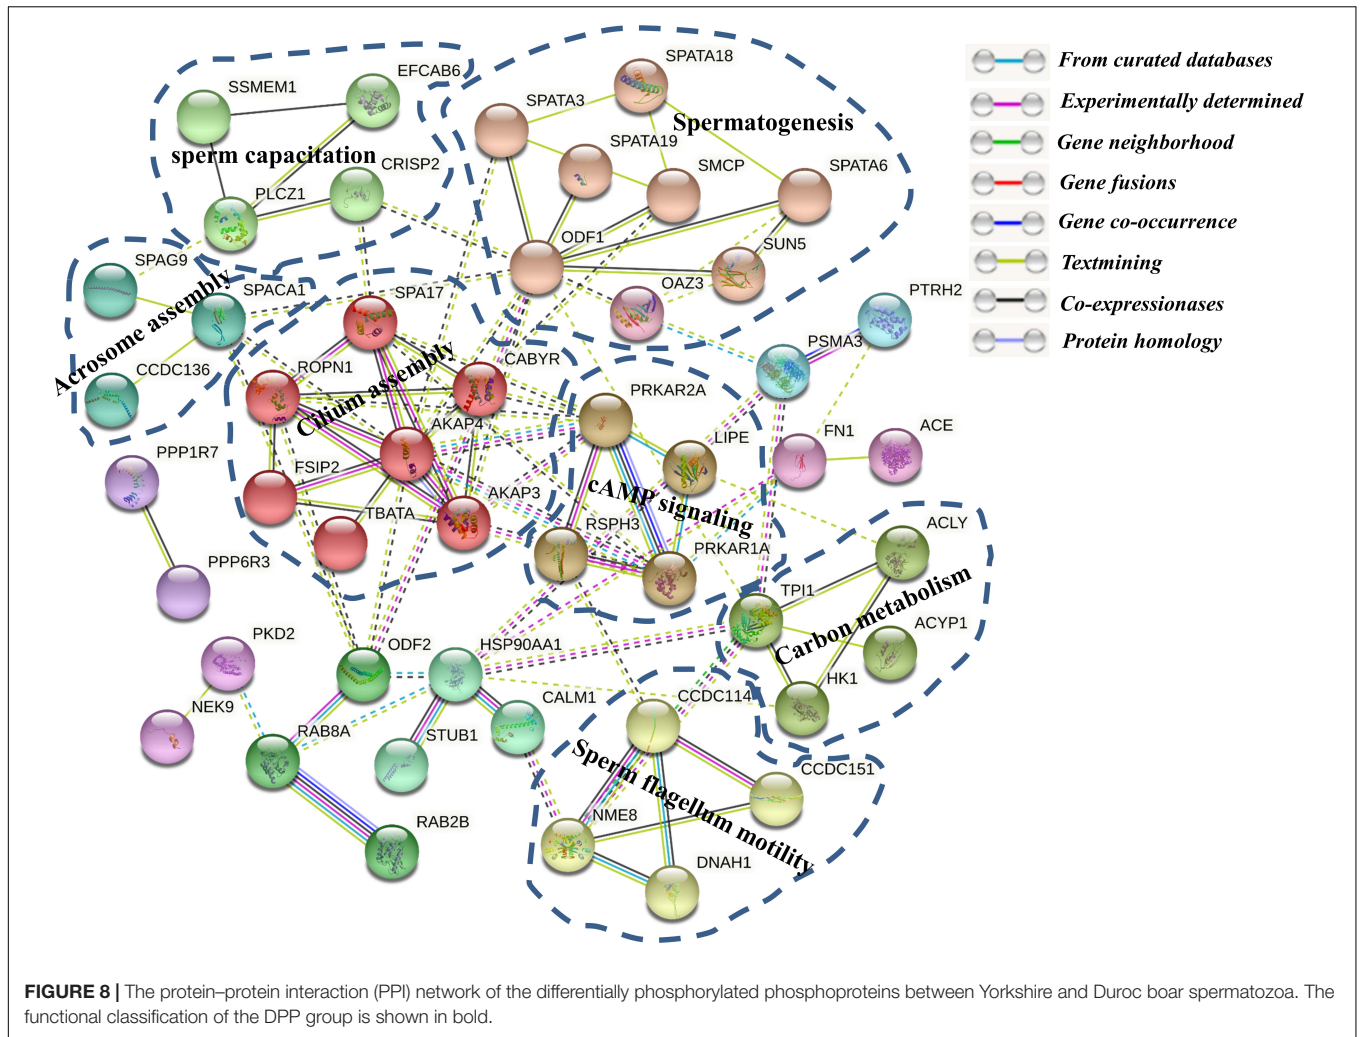 SSMEM1
EFCAB6
sperm capacitation
CRISP2
PLCZ1
SPATA18
SPATA3
Spermatogenesis
SPATA19
SMCP
SPATA6
ODF1
SUN5
OAZ3
From curated databases
Experimentally determined
Gene neighborhood
Gene fusions
Gene co-occurrence
Textmining
Co-expressionases
Protein homology
SPAG9
SPACA1
Acrosome assembly
CCDC136
SPA17
ROPN1
CABYR
Cilium assembly
AKAP4
FSIP2
AKAP3
TBATA
PTRH2
PSMA3
PRKAR2A
LIPE
FN1
ACE
cAMP signaling
RSPH3
PRKAR1A
PPP1R7
PPP6R3
ACLY
TPI1
Carbon metabolism
ACYP1
HK1
PKD2
ODF2
HSP90AA1
NEK9
RAB8A
STUB1
CALM1
RAB2B
CCDC114
CCDC151
Sperm flagellum motility
NME8
DNAH1
FIGURE 8 | The protein–protein interaction (PPI) network of the differentially phosphorylated phosphoproteins between Yorkshire and Duroc boar spermatozoa. The
functional classification of the DPP group is shown in bold.